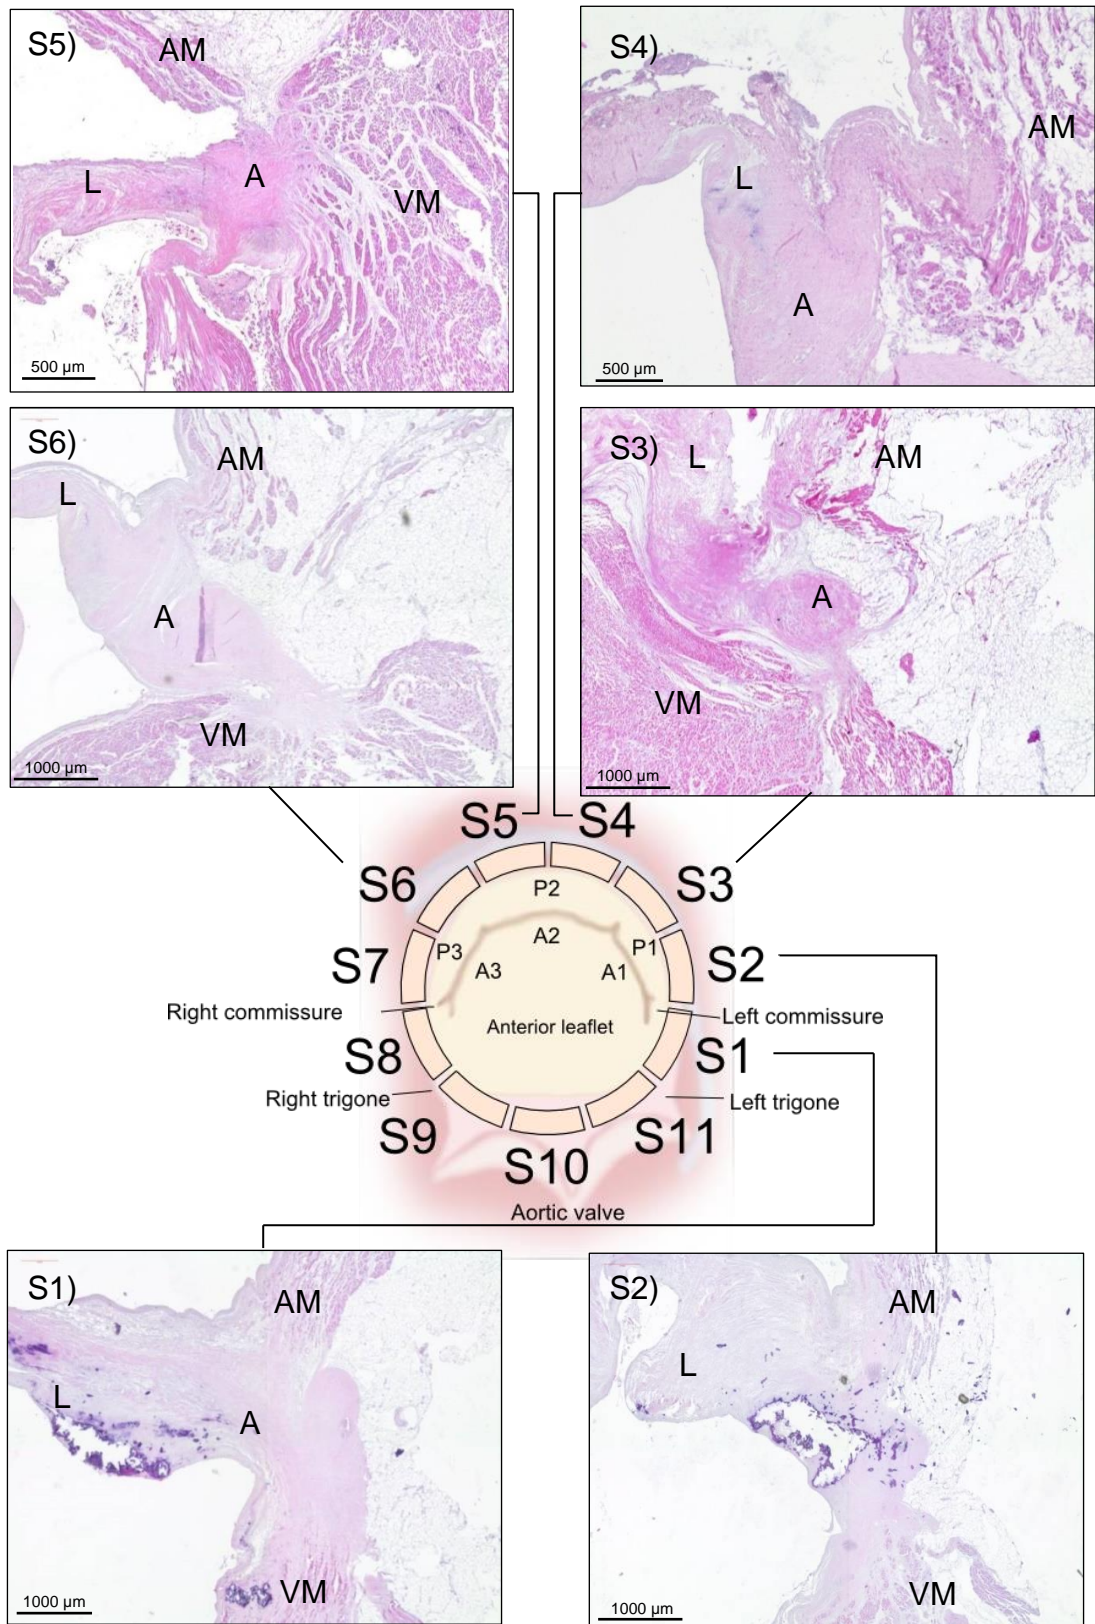 S5)
AM
L
A
VM
500 µm
S4)
AM
L
A
500 µm
S6)
AM
L
A
VM
1000 µm
S3)
L
AM
A
VM
1000 µm
S5
S4
S6
S3
P2
A2
P3
P1
S7
A3
A1
S2
Right commissure
Anterior leaflet
Left commissure
S8
S1
Right trigone
Left trigone
S9
S11
S10
Aortic valve
S1)
AM
L
A
VM
1000 µm
S2)
AM
L
VM
1000 µm